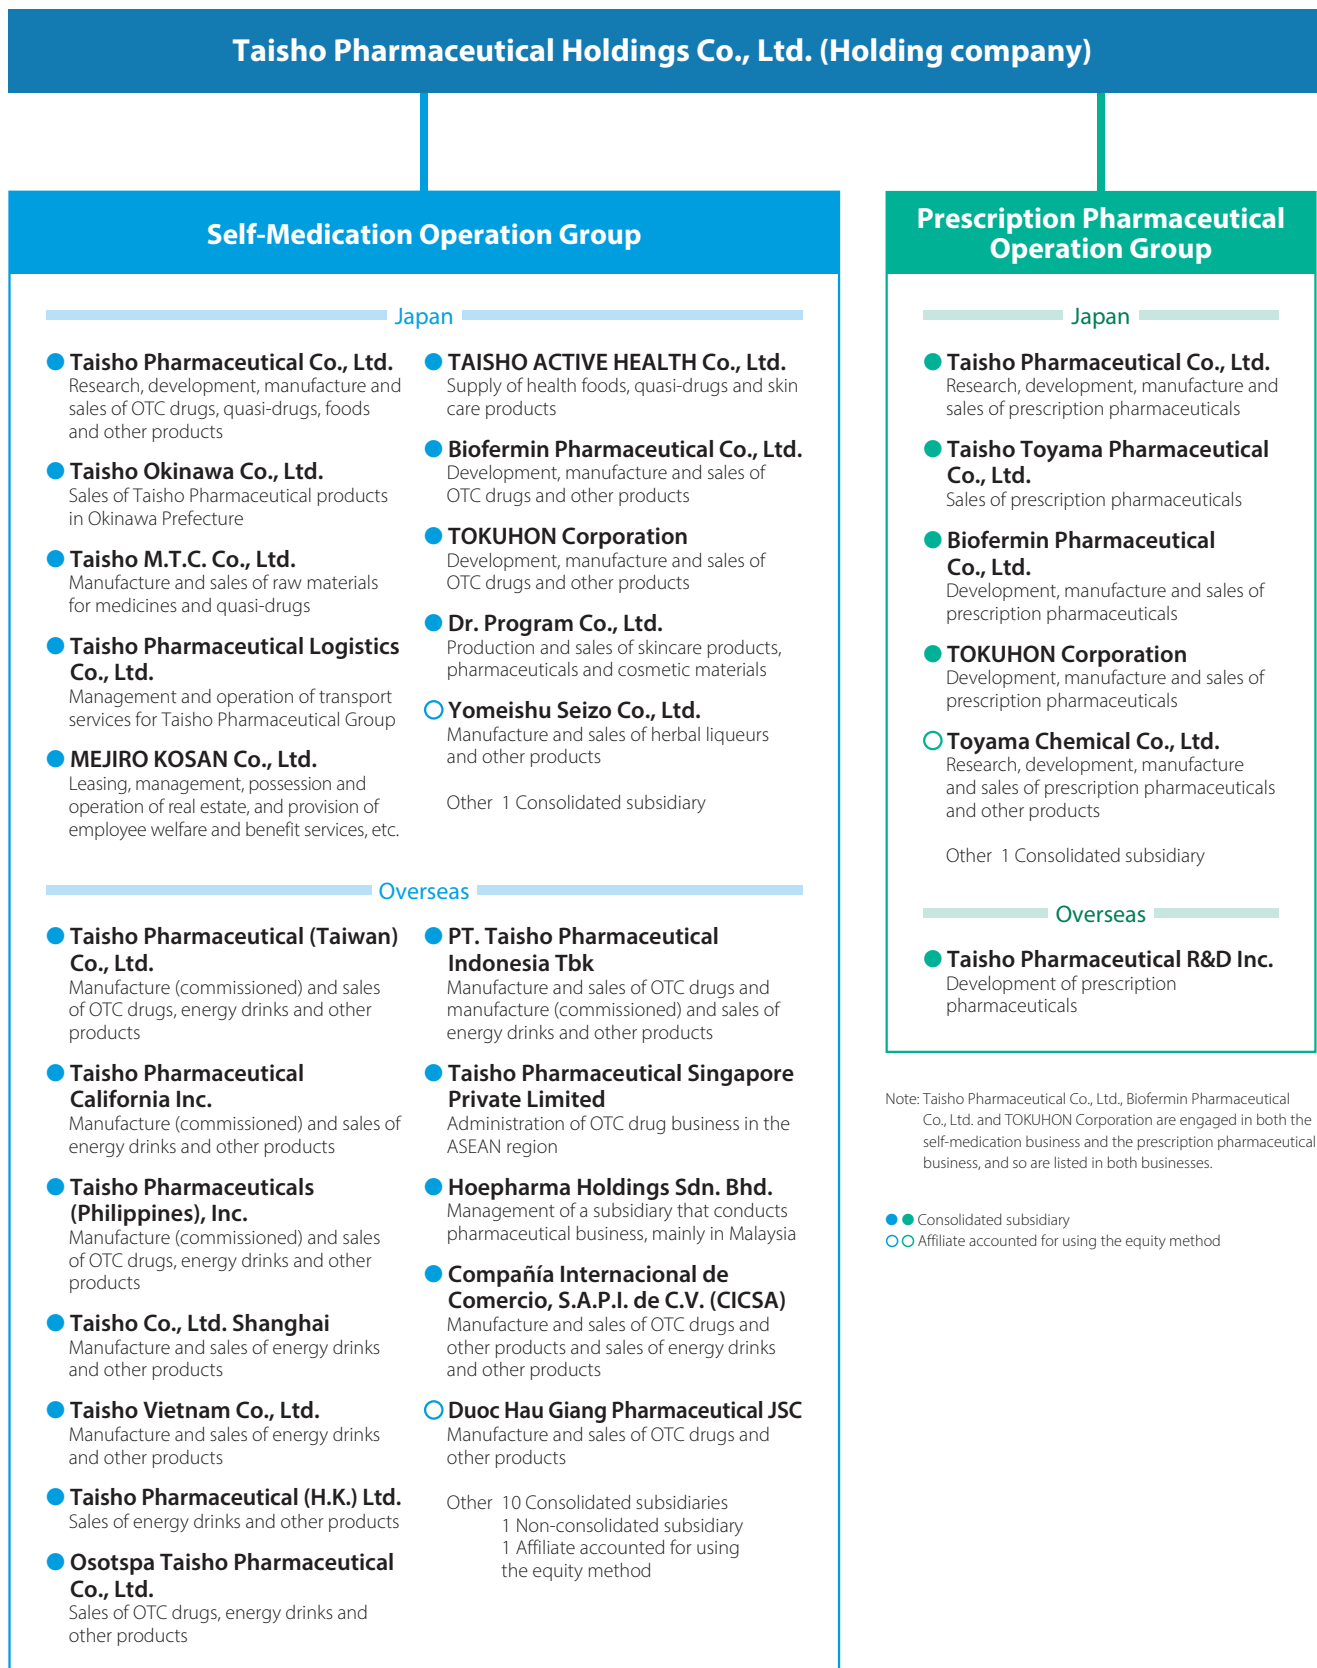 Taisho Pharmaceutical Holdings Co., Ltd. (Holding company)
Self-Medication Operation Group
Japan
Taisho Pharmaceutical Co., Ltd.
Research, development, manufacture and
sales of OTC drugs, quasi-drugs, foods
and other products
Taisho Okinawa Co., Ltd.
Sales of Taisho Pharmaceutical products
in Okinawa Prefecture
Taisho M.T.C. Co., Ltd.
Manufacture and sales of raw materials
for medicines and quasi-drugs
Taisho Pharmaceutical Logistics
Co., Ltd.
Management and operation of transport
services for Taisho Pharmaceutical Group
MEJIRO KOSAN Co., Ltd.
Leasing, management, possession and
operation of real estate, and provision of
employee welfare and benefit services, etc.
TAISHO ACTIVE HEALTH Co., Ltd.
Supply of health foods, quasi-drugs and skin
care products
Biofermin Pharmaceutical Co., Ltd.
Development, manufacture and sales of
OTC drugs and other products
TOKUHON Corporation
Development, manufacture and sales of
OTC drugs and other products
Dr. Program Co., Ltd.
Production and sales of skincare products,
pharmaceuticals and cosmetic materials
Yomeishu Seizo Co., Ltd.
Manufacture and sales of herbal liqueurs
and other products
Other 1 Consolidated subsidiary
Overseas
Taisho Pharmaceutical (Taiwan)
Co., Ltd.
Manufacture (commissioned) and sales
of OTC drugs, energy drinks and other
products
Taisho Pharmaceutical
California Inc.
Manufacture (commissioned) and sales of
energy drinks and other products
Taisho Pharmaceuticals
(Philippines), Inc.
Manufacture (commissioned) and sales
of OTC drugs, energy drinks and other
products
Taisho Co., Ltd. Shanghai
Manufacture and sales of energy drinks
and other products
Taisho Vietnam Co., Ltd.
Manufacture and sales of energy drinks
and other products
Taisho Pharmaceutical (H.K.) Ltd.
Sales of energy drinks and other products
Osotspa Taisho Pharmaceutical
Co., Ltd.
Sales of OTC drugs, energy drinks and
other products
PT. Taisho Pharmaceutical
Indonesia Tbk
Manufacture and sales of OTC drugs and
manufacture (commissioned) and sales of
energy drinks and other products
Taisho Pharmaceutical Singapore
Private Limited
Administration of OTC drug business in the
ASEAN region
Hoepharma Holdings Sdn. Bhd.
Management of a subsidiary that conducts
pharmaceutical business, mainly in Malaysia
Compañía Internacional de
Comercio, S.A.P.I. de C.V. (CICSA)
Manufacture and sales of OTC drugs and
other products and sales of energy drinks
and other products
Duoc Hau Giang Pharmaceutical JSC
Manufacture and sales of OTC drugs and
other products
Other 10 Consolidated subsidiaries
1 Non-consolidated subsidiary
1 Affiliate accounted for using
the equity method
Prescription Pharmaceutical
Operation Group
Japan
Taisho Pharmaceutical Co., Ltd.
Research, development, manufacture and
sales of prescription pharmaceuticals
Taisho Toyama Pharmaceutical
Co., Ltd.
Sales of prescription pharmaceuticals
Biofermin Pharmaceutical
Co., Ltd.
Development, manufacture and sales of
prescription pharmaceuticals
TOKUHON Corporation
Development, manufacture and sales of
prescription pharmaceuticals
Toyama Chemical Co., Ltd.
Research, development, manufacture
and sales of prescription pharmaceuticals
and other products
Other 1 Consolidated subsidiary
Overseas
Taisho Pharmaceutical R&D Inc.
Development of prescription
pharmaceuticals
Note: Taisho Pharmaceutical Co., Ltd., Biofermin Pharmaceutical
Co., Ltd. and TOKUHON Corporation are engaged in both the
self-medication business and the prescription pharmaceutical
business, and so are listed in both businesses.
Consolidated subsidiary
Affiliate accounted for using the equity method